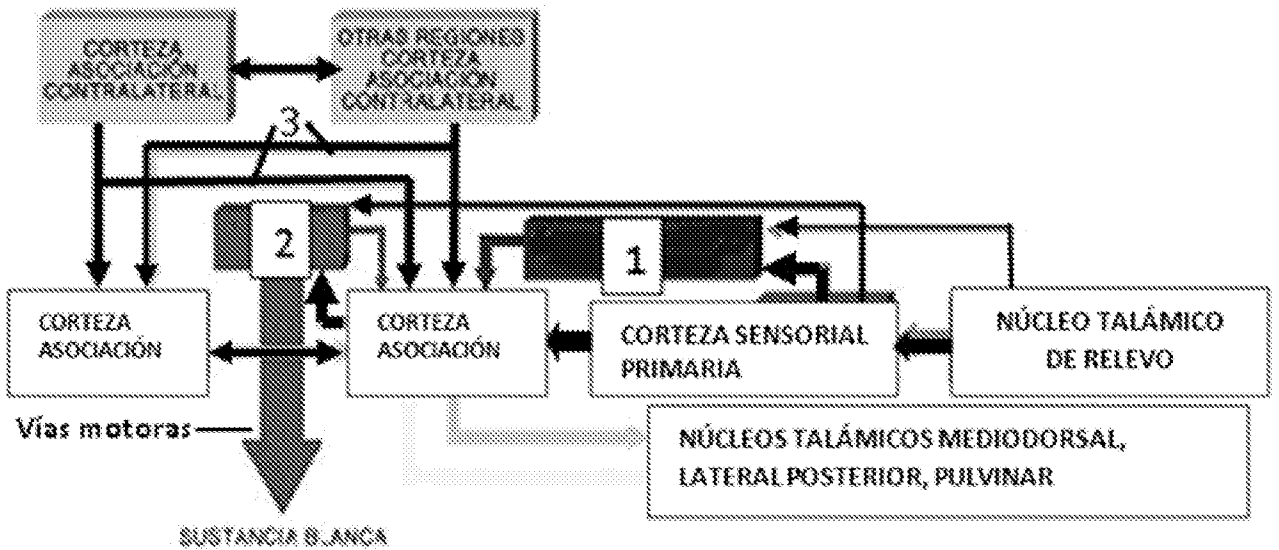 CORTEZA
ASOCIACIÓN
CONTRALATERAL
OTRAS REGIONES
CORTEZA
ASOCIACIÓN
CONTRALATERAL
3
2
1
CORTEZA
ASOCIACIÓN
CORTEZA
ASOCIACIÓN
CORTEZA SENSORIAL
PRIMARIA
NÚCLEO TALÁMICO
DE RELEVO
Vías motoras
NÚCLEOS TALÁMICOS MEDIODORSAL,
LATERAL POSTERIOR, PULVINAR
SUSTANCIA BLANCA